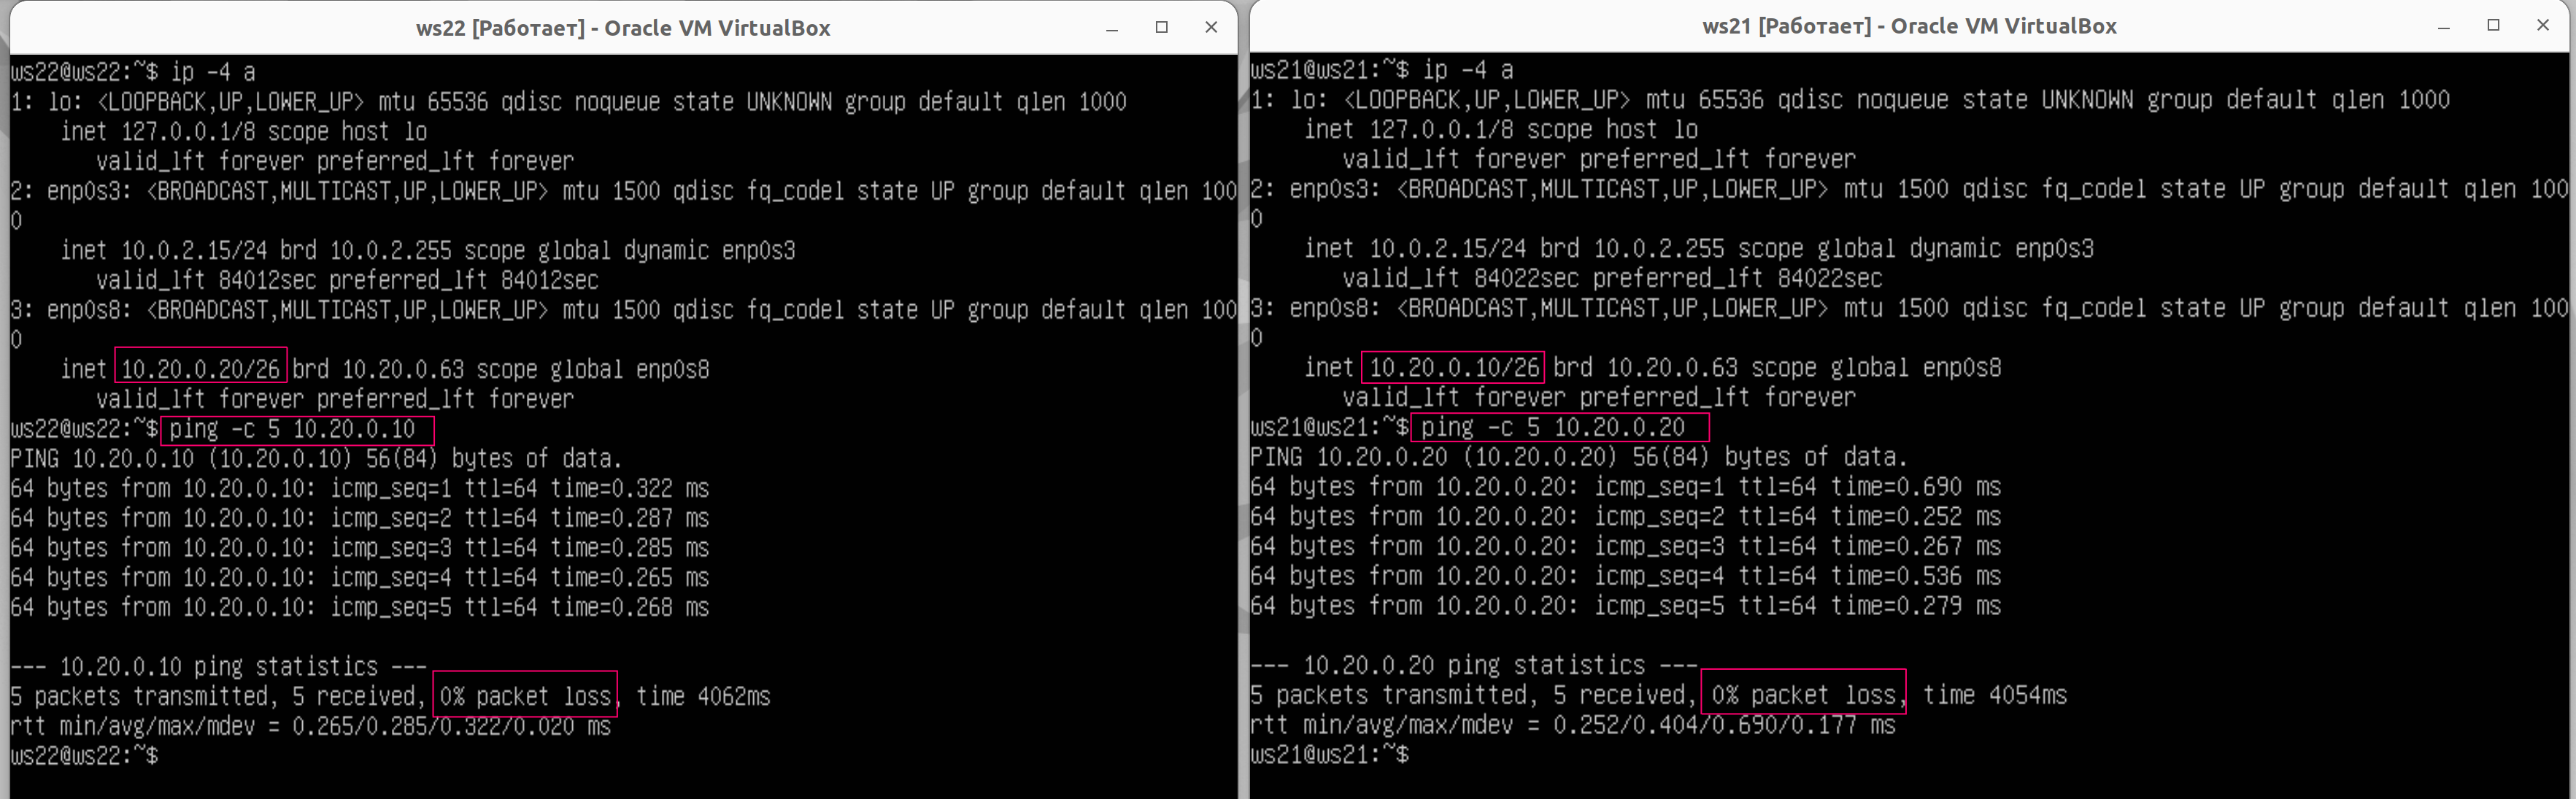 ws22 [Работает] - Oracle VM VirtualBox
ws22@ws22:~$ ip -4 a
1: lo: <LOOPBACK,UP,LOWER_UP> mtu 65536 qdisc noqueue state UNKNOWN group default qlen 1000
    inet 127.0.0.1/8 scope host lo
       valid_lft forever preferred_lft forever
2: enp0s3: <BROADCAST,MULTICAST,UP,LOWER_UP> mtu 1500 qdisc fq_codel state UP group default qlen 100
0
    inet 10.0.2.15/24 brd 10.0.2.255 scope global dynamic enp0s3
       valid_lft 84012sec preferred_lft 84012sec
3: enp0s8: <BROADCAST,MULTICAST,UP,LOWER_UP> mtu 1500 qdisc fq_codel state UP group default qlen 100
0
    inet 10.20.0.20/26 brd 10.20.0.63 scope global enp0s8
       valid_lft forever preferred_lft forever
ws22@ws22:~$ ping -c 5 10.20.0.10
PING 10.20.0.10 (10.20.0.10) 56(84) bytes of data.
64 bytes from 10.20.0.10: icmp_seq=1 ttl=64 time=0.322 ms
64 bytes from 10.20.0.10: icmp_seq=2 ttl=64 time=0.287 ms
64 bytes from 10.20.0.10: icmp_seq=3 ttl=64 time=0.285 ms
64 bytes from 10.20.0.10: icmp_seq=4 ttl=64 time=0.265 ms
64 bytes from 10.20.0.10: icmp_seq=5 ttl=64 time=0.268 ms
--- 10.20.0.10 ping statistics ---
5 packets transmitted, 5 received, 0% packet loss, time 4062ms
rtt min/avg/max/mdev = 0.265/0.285/0.322/0.020 ms
ws22@ws22:~$
ws21 [Работает] - Oracle VM VirtualBox
ws21@ws21:~$ ip -4 a
1: lo: <LOOPBACK,UP,LOWER_UP> mtu 65536 qdisc noqueue state UNKNOWN group default qlen 1000
    inet 127.0.0.1/8 scope host lo
       valid_lft forever preferred_lft forever
2: enp0s3: <BROADCAST,MULTICAST,UP,LOWER_UP> mtu 1500 qdisc fq_codel state UP group default qlen 100
0
    inet 10.0.2.15/24 brd 10.0.2.255 scope global dynamic enp0s3
       valid_lft 84022sec preferred_lft 84022sec
3: enp0s8: <BROADCAST,MULTICAST,UP,LOWER_UP> mtu 1500 qdisc fq_codel state UP group default qlen 100
0
    inet 10.20.0.10/26 brd 10.20.0.63 scope global enp0s8
       valid_lft forever preferred_lft forever
ws21@ws21:~$ ping -c 5 10.20.0.20
PING 10.20.0.20 (10.20.0.20) 56(84) bytes of data.
64 bytes from 10.20.0.20: icmp_seq=1 ttl=64 time=0.690 ms
64 bytes from 10.20.0.20: icmp_seq=2 ttl=64 time=0.252 ms
64 bytes from 10.20.0.20: icmp_seq=3 ttl=64 time=0.267 ms
64 bytes from 10.20.0.20: icmp_seq=4 ttl=64 time=0.536 ms
64 bytes from 10.20.0.20: icmp_seq=5 ttl=64 time=0.279 ms
--- 10.20.0.20 ping statistics ---
5 packets transmitted, 5 received, 0% packet loss, time 4054ms
rtt min/avg/max/mdev = 0.252/0.404/0.690/0.177 ms
ws21@ws21:~$